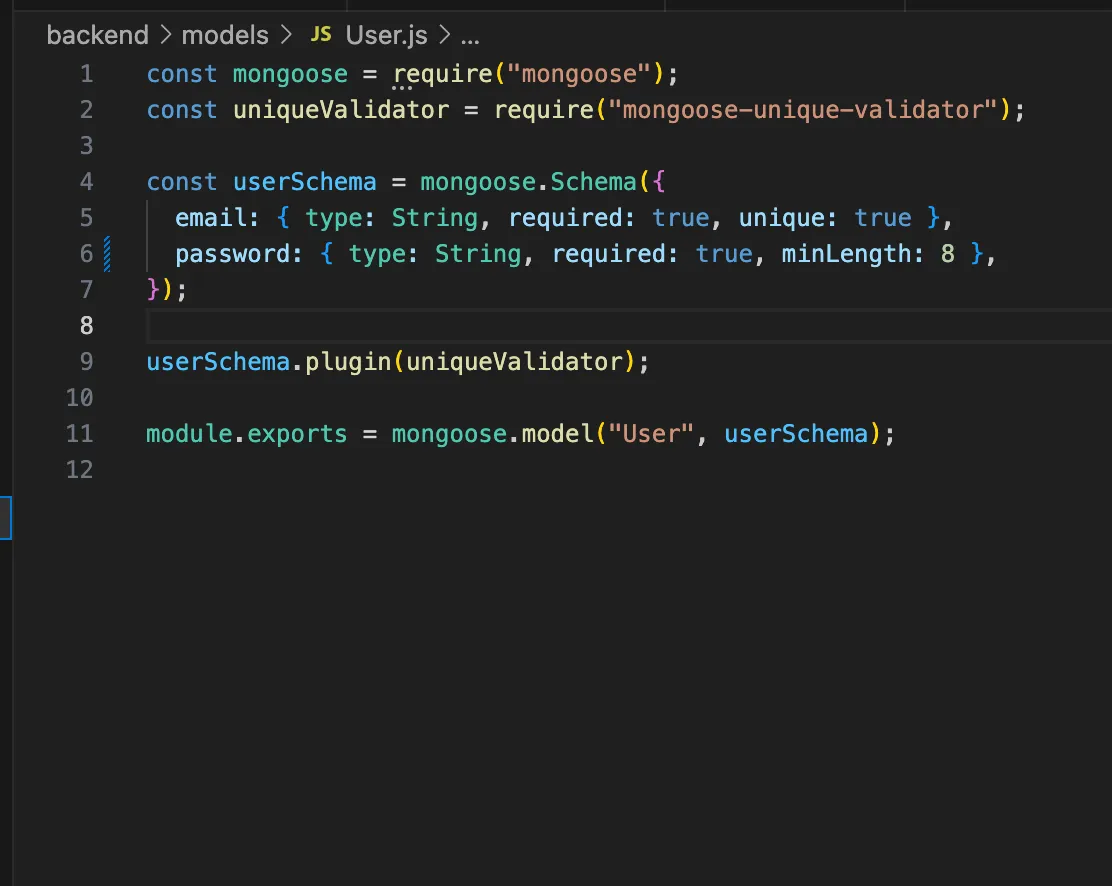 backend > models > JS User.js > ...
1 const mongoose = require("mongoose");
2 const uniqueValidator = require("mongoose-unique-validator");
3
4 const userSchema = mongoose.Schema({
5   email: { type: String, required: true, unique: true },
6   password: { type: String, required: true, minLength: 8 },
7 });
8
9 userSchema.plugin(uniqueValidator);
10
11 module.exports = mongoose.model("User", userSchema);
12